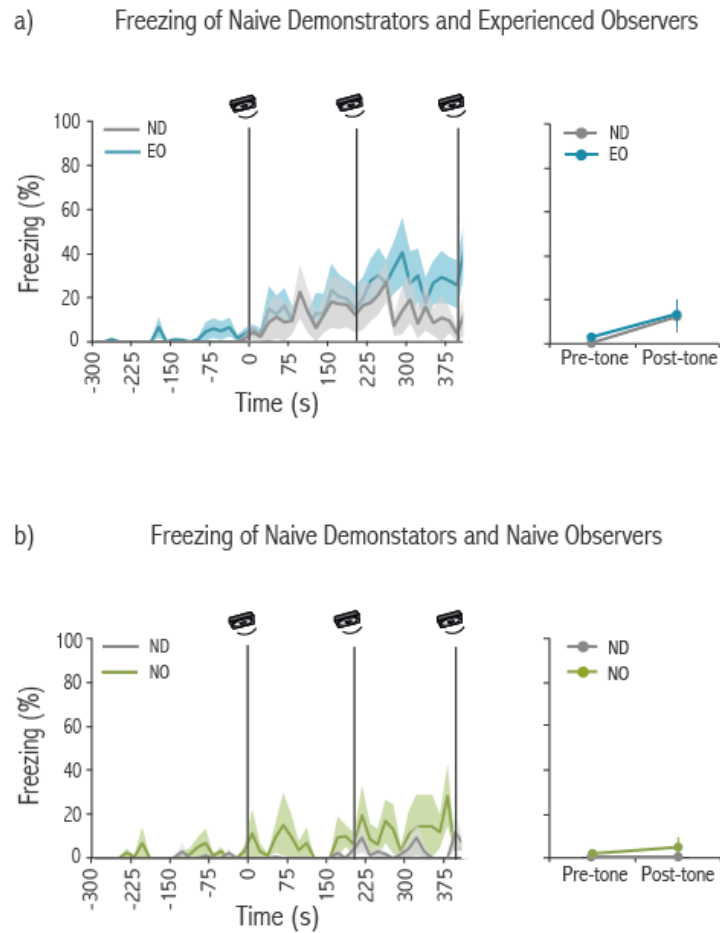 a) Freezing of Naive Demonstrators and Experienced Observers
ND
EO
Freezing (%)
100
80
60
40
20
0
-300 -225 -150 -75 0 75 150 225 300 375
Time (s)
ND
EO
Pre-tone Post-tone
b) Freezing of Naive Demonstators and Naive Observers
ND
NO
Freezing (%)
100
80
60
40
20
0
-300 -225 -150 -75 0 75 150 225 300 375
Time (s)
ND
NO
Pre-tone Post-tone